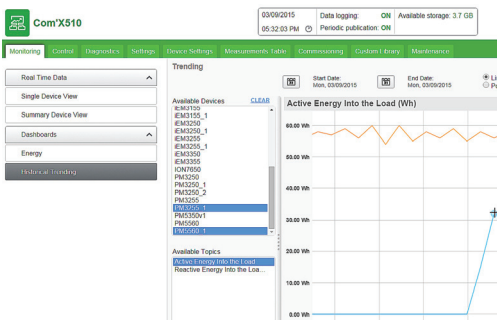 Com'X510
03/09/2015
05:32:03 PM
Data logging: ON
Periodic publication: ON
Available storage: 3.7 GB
Monitoring Control Diagnostics Settings Device Settings Measurements Table Commissioning Custom Library Maintenance
Real Time Data
Single Device View
Summary Device View
Dashboards
Energy
Historical Trending
Trending
Start Date:
Mon, 03/09/2015
End Date:
Mon, 03/09/2015
Available Devices CLEAR
iEM3155
iEM3155_1
iEM3250
iEM3250_1
iEM3255
iEM3255_1
iEM3350
iEM3355
ION7650
PM3250
PM3250_1
PM3250_2
PM3255
PM3255_1
PM5350v1
PM5560
PM5560_1
Available Topics
Active Energy Into the Load
Reactive Energy Into the Loa...
Active Energy Into the Load (Wh)
60.00 Wh
50.00 Wh
40.00 Wh
30.00 Wh
20.00 Wh
10.00 Wh
0.00 Wh